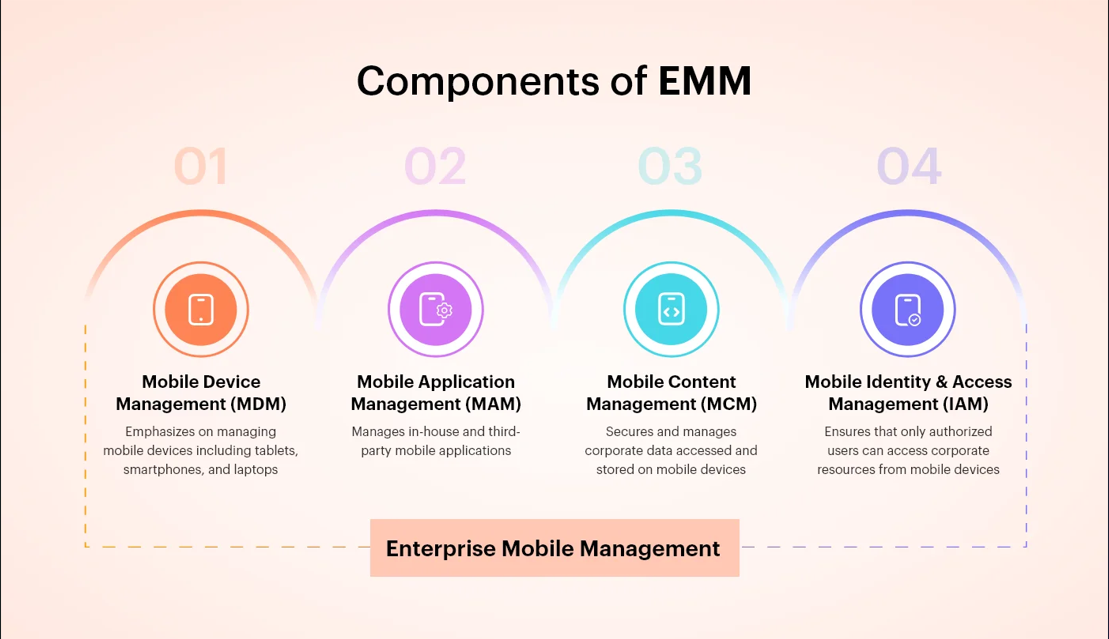 Components of EMM
01
02
03
04
Mobile Device
Management (MDM)
Emphasizes on managing
mobile devices including tablets,
smartphones, and laptops
Mobile Application
Management (MAM)
Manages in-house and third-
party mobile applications
Mobile Content
Management (MCM)
Secures and manages
corporate data accessed and
stored on mobile devices
Mobile Identity & Access
Management (IAM)
Ensures that only authorized
users can access corporate
resources from mobile devices
Enterprise Mobile Management